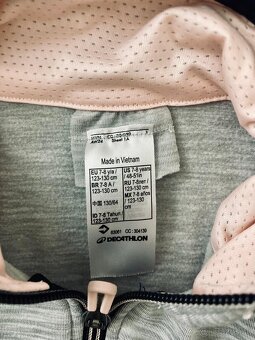 Made in Vietnam
EU 7-8 y/a /
123-130 cm
BR 7-8 A /
123-130 cm
中国 130/64
ID 7-8 Tahun /
123-130 cm
US 7-8 years /
48-51in
RU 7-8лет /
123-130 cm
MX 7-8 años /
123-130 cm
DECATHLON